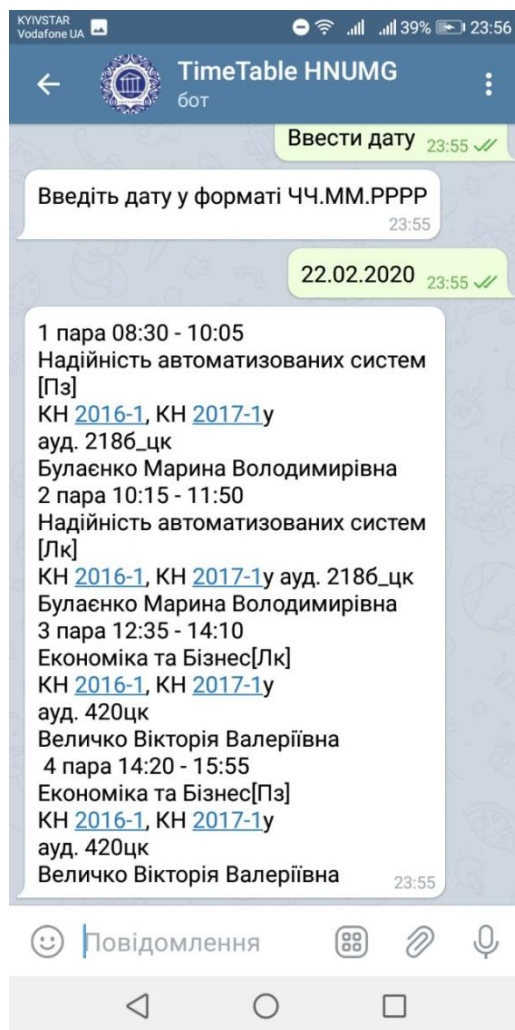 KYIVSTAR
Vodafone UA
39%
23:56
TimeTable HNUMG
бот
Ввести дату 23:55
Введіть дату у форматі ЧЧ.ММ.РРРР
23:55
22.02.2020 23:55
1 пара 08:30 - 10:05
Надійність автоматизованих систем
[Пз]
КН 2016-1, КН 2017-1у
ауд. 218б_цк
Булаєнко Марина Володимирівна
2 пара 10:15 - 11:50
Надійність автоматизованих систем
[Лк]
КН 2016-1, КН 2017-1у ауд. 218б_цк
Булаєнко Марина Володимирівна
3 пара 12:35 - 14:10
Економіка та Бізнес[Лк]
КН 2016-1, КН 2017-1у
ауд. 420цк
Величко Вікторія Валеріївна
4 пара 14:20 - 15:55
Економіка та Бізнес[Пз]
КН 2016-1, КН 2017-1у
ауд. 420цк
Величко Вікторія Валеріївна 23:55
Повідомлення